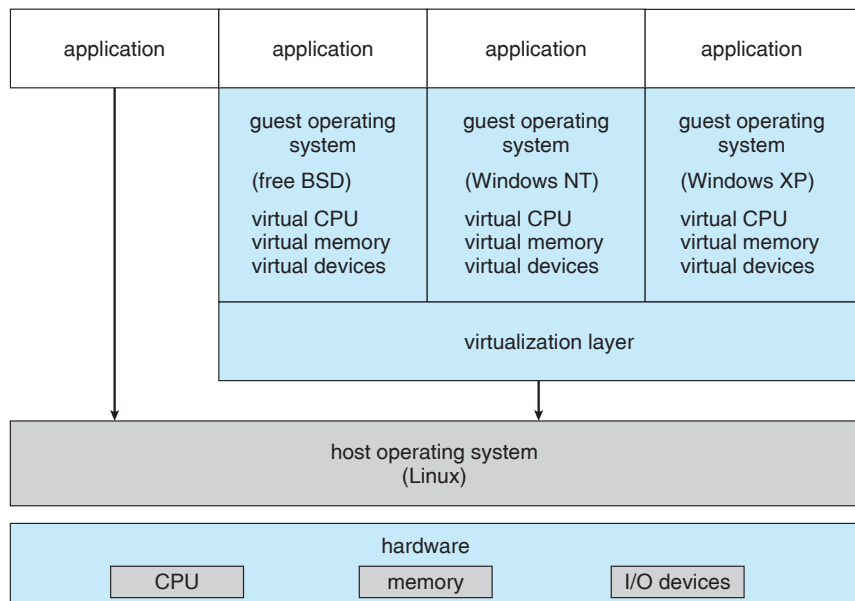 application
application
application
application
guest operating
system
(free BSD)
virtual CPU
virtual memory
virtual devices
guest operating
system
(Windows NT)
virtual CPU
virtual memory
virtual devices
guest operating
system
(Windows XP)
virtual CPU
virtual memory
virtual devices
virtualization layer
host operating system
(Linux)
hardware
CPU
memory
I/O devices